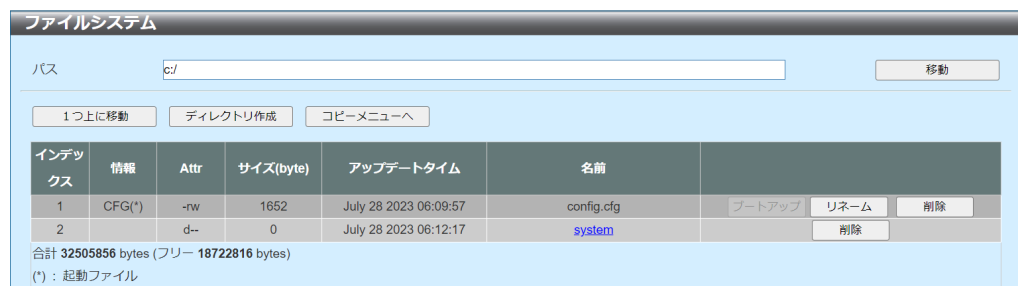 ファイルシステム
パス c:/ 移動
1つ上に移動 ディレクトリ作成 コピーメニューへ
インデックス 情報 Attr サイズ(byte) アップデートタイム 名前
1 CFG(*) -rw 1652 July 28 2023 06:09:57 config.cfg ブートアップ リネーム 削除
2 d-- 0 July 28 2023 06:12:17 system 削除
合計 32505856 bytes (フリー 18722816 bytes)
(*) : 起動ファイル